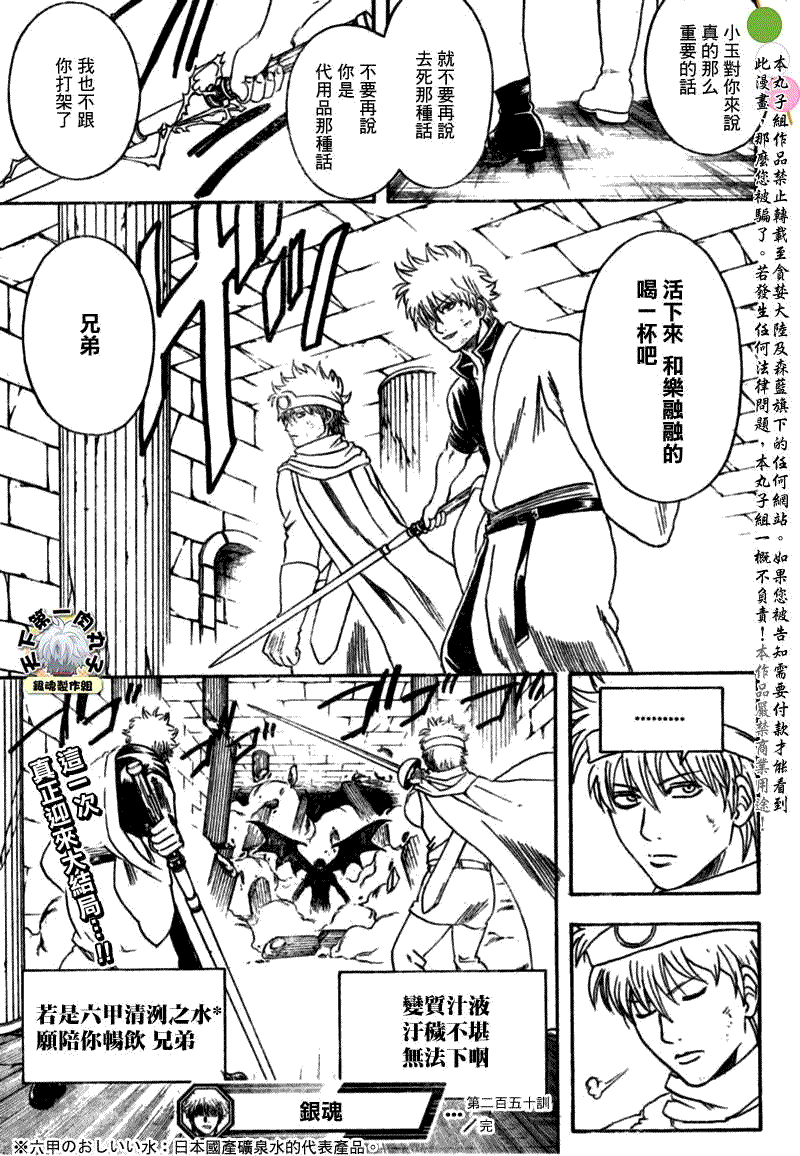 小玉對你來說
真的那么
重要的話
就不要再說
去死那種話
不要再說
你是
代用品那種話
我也不跟
你打架了
活下來 和樂融融的
喝一杯吧
兄弟
…………
變質汁液
汙穢不堪
無法下咽
若是六甲清洌之水*
願陪你暢飲 兄弟
這一次
真正迎來大結局…!!
銀魂
…第二百五十訓
／完
※六甲のおしいい水：日本國產礦泉水的代表產品。
天下第一肉丸子
銀魂製作組
本丸子組作品禁止轉載至貪婪大陸及森藍旗下的任何網站。如果您被告知需要付款才能看到
此漫畫，那麼您被騙了。若發生任何法律問題，本丸子組一概不負責！本作品嚴禁商業用途！